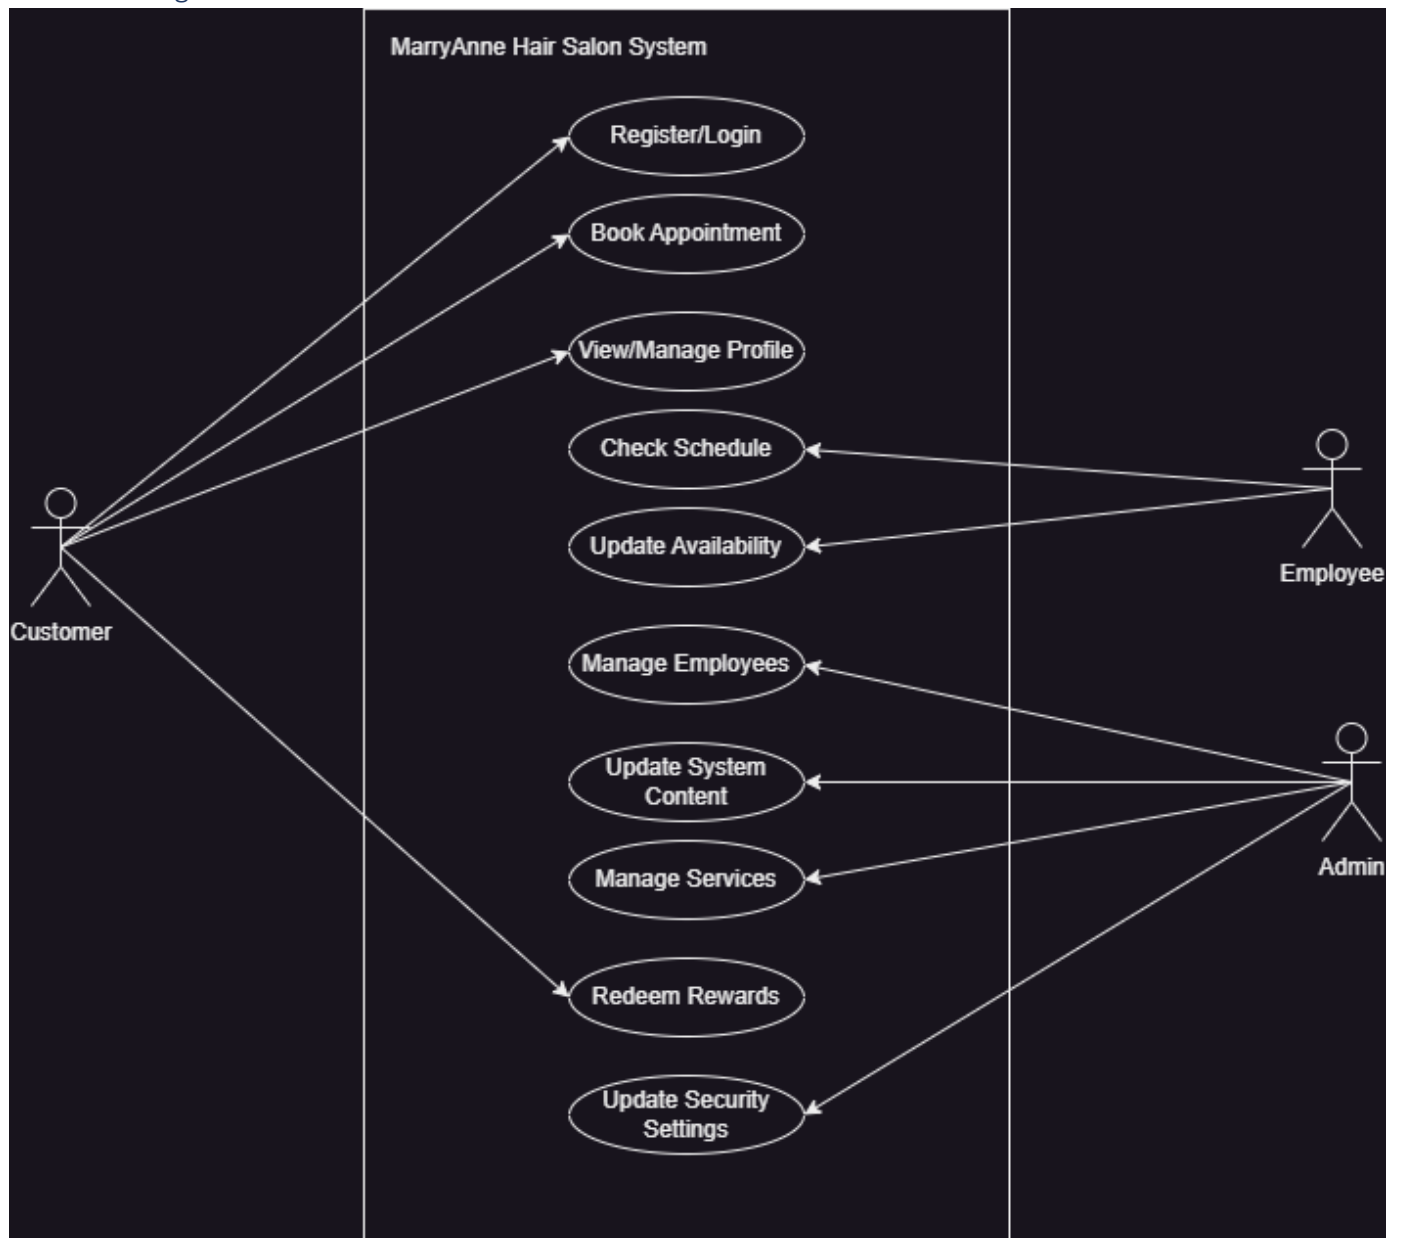 MarryAnne Hair Salon System
Register/Login
Book Appointment
View/Manage Profile
Check Schedule
Update Availability
Employee
Customer
Manage Employees
Update System
Content
Admin
Manage Services
Redeem Rewards
Update Security
Settings